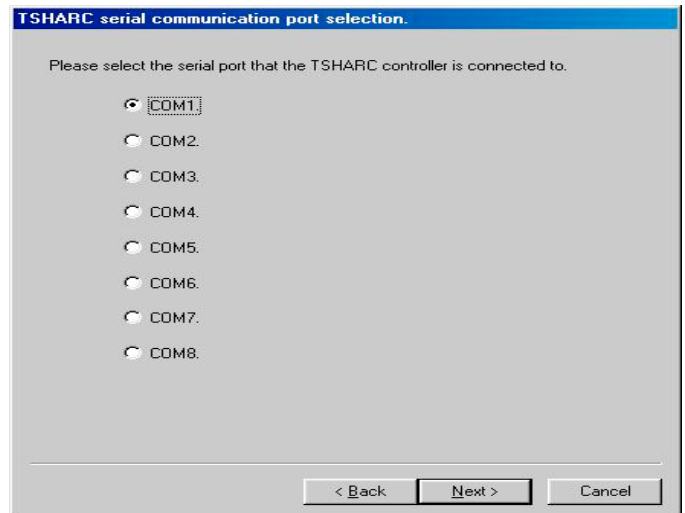 TSHARC serial communication port selection.
Please select the serial port that the TSHARC controller is connected to.
COM1.
COM2.
COM3.
COM4.
COM5.
COM6.
COM7.
COM8.
< Back Next > Cancel